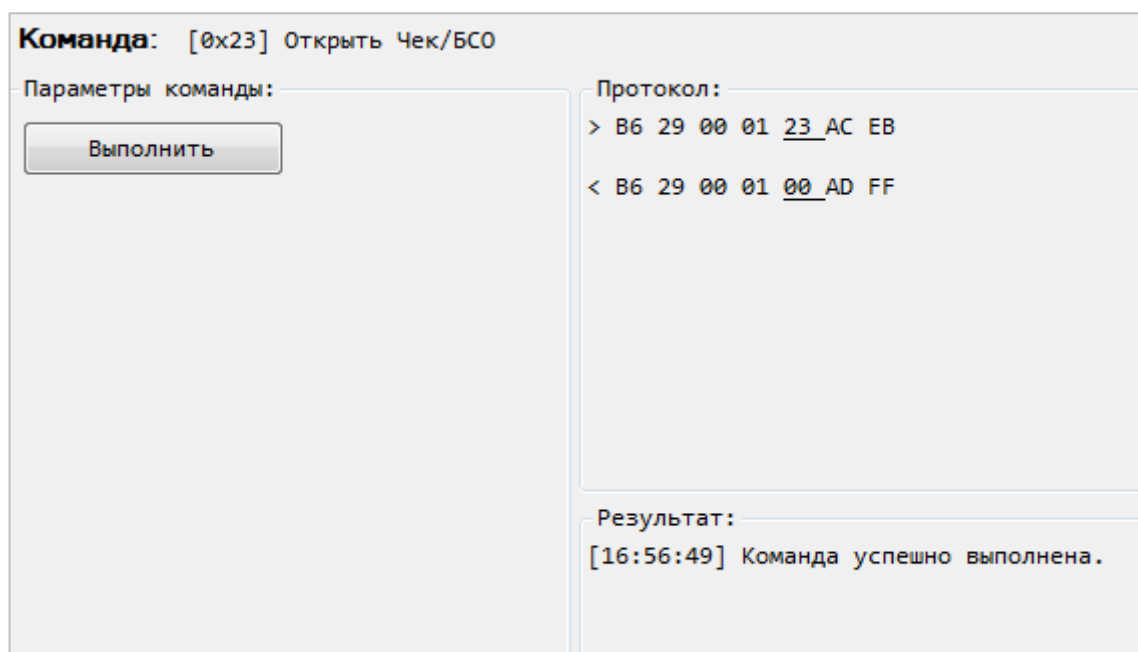 Команда: [0x23] Открыть Чек/БСО
Параметры команды:
Выполнить
Протокол:
> B6 29 00 01 23 AC EB
< B6 29 00 01 00 AD FF
Результат:
[16:56:49] Команда успешно выполнена.